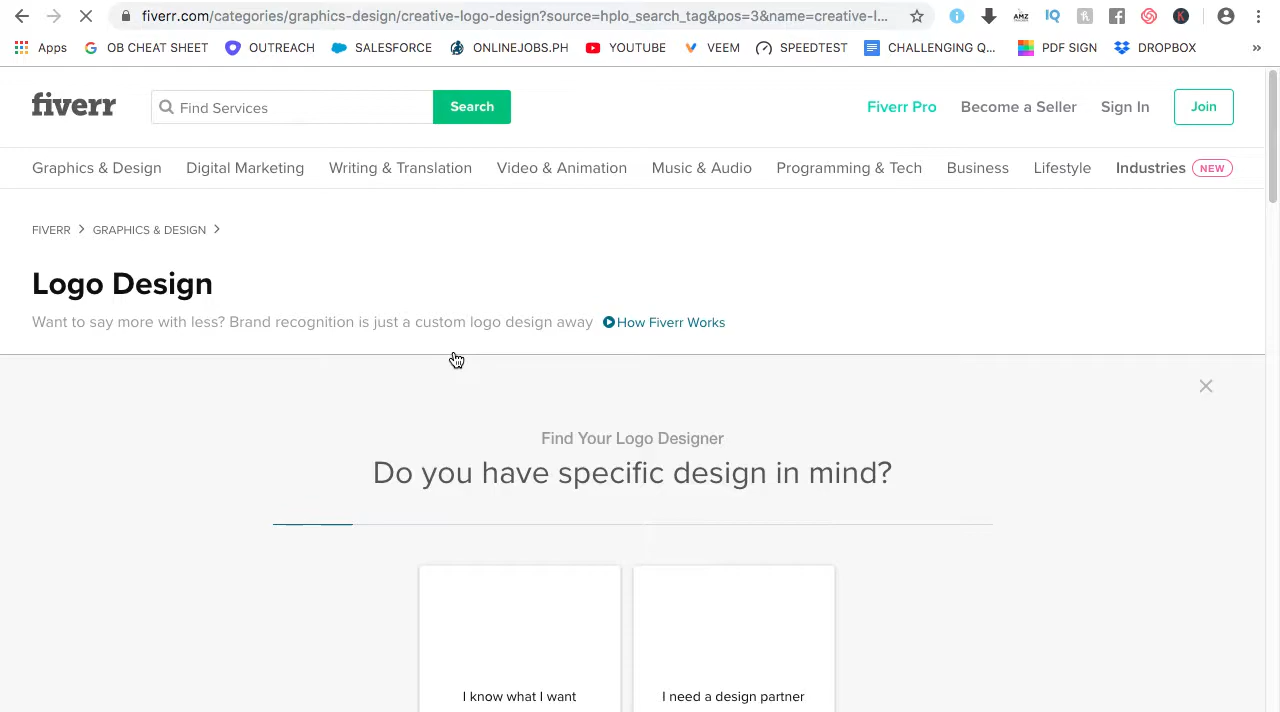 fiverr.com/categories/graphics-design/creative-logo-design?source=hplo_search_tag&pos=3&name=creative-l...
AMZ IQ K
Apps OB CHEAT SHEET OUTREACH SALESFORCE ONLINEJOBS.PH YOUTUBE VEEM SPEEDTEST CHALLENGING Q... PDF SIGN DROPBOX »
fiverr Find Services Search Fiverr Pro Become a Seller Sign In Join
Graphics & Design Digital Marketing Writing & Translation Video & Animation Music & Audio Programming & Tech Business Lifestyle Industries NEW
FIVERR > GRAPHICS & DESIGN >
Logo Design
Want to say more with less? Brand recognition is just a custom logo design away How Fiverr Works
Find Your Logo Designer
Do you have specific design in mind?
I know what I want I need a design partner